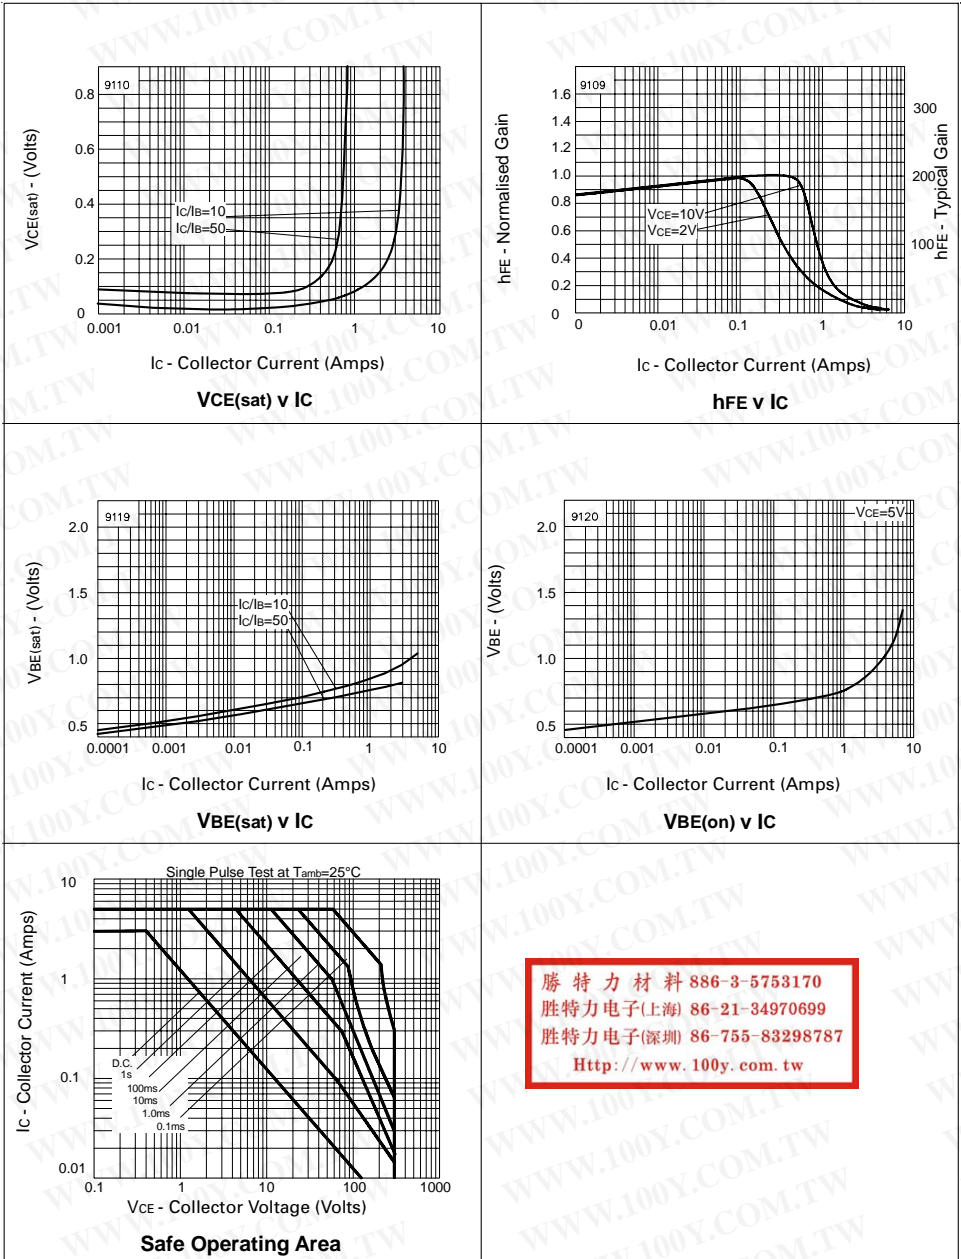 9110
0.8
0.6
0.4
0.2
0
VCE(sat) - (Volts)
IC/IB=10
IC/IB=50
0.001
0.01
0.1
1
10
IC - Collector Current (Amps)
VCE(sat) v IC
9109
1.6
1.4
1.2
1.0
0.8
0.6
0.4
0.2
0
hFE - Normalised Gain
300
200
100
hFE - Typical Gain
VCE=10V
VCE=2V
0
0.01
0.1
1
10
IC - Collector Current (Amps)
hFE v IC
9119
2.0
1.5
1.0
0.5
VBE(sat) - (Volts)
IC/IB=10
IC/IB=50
0.0001
0.001
0.01
0.1
1
10
IC - Collector Current (Amps)
VBE(sat) v IC
9120
VCE=5V
2.0
1.5
1.0
0.5
VBE - (Volts)
0.0001
0.001
0.01
0.1
1
10
IC - Collector Current (Amps)
VBE(on) v IC
Single Pulse Test at Tamb=25°C
10
1
0.1
0.01
IC - Collector Current (Amps)
D.C.
1s
100ms
10ms
1.0ms
0.1ms
0.1
1
10
100
1000
VCE - Collector Voltage (Volts)
Safe Operating Area
勝 特 力 材 料 886-3-5753170
胜特力电子(上海) 86-21-34970699
胜特力电子(深圳) 86-755-83298787
Http://www.100y.com.tw
WWW.100Y.COM.TW